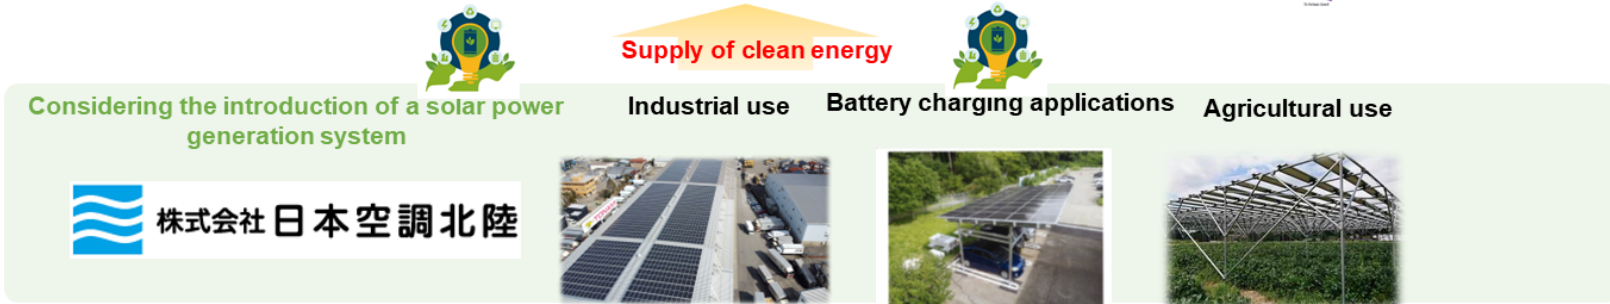 Supply of clean energy
Considering the introduction of a solar power
generation system
Industrial use
Battery charging applications
Agricultural use
株式会社日本空調北陸